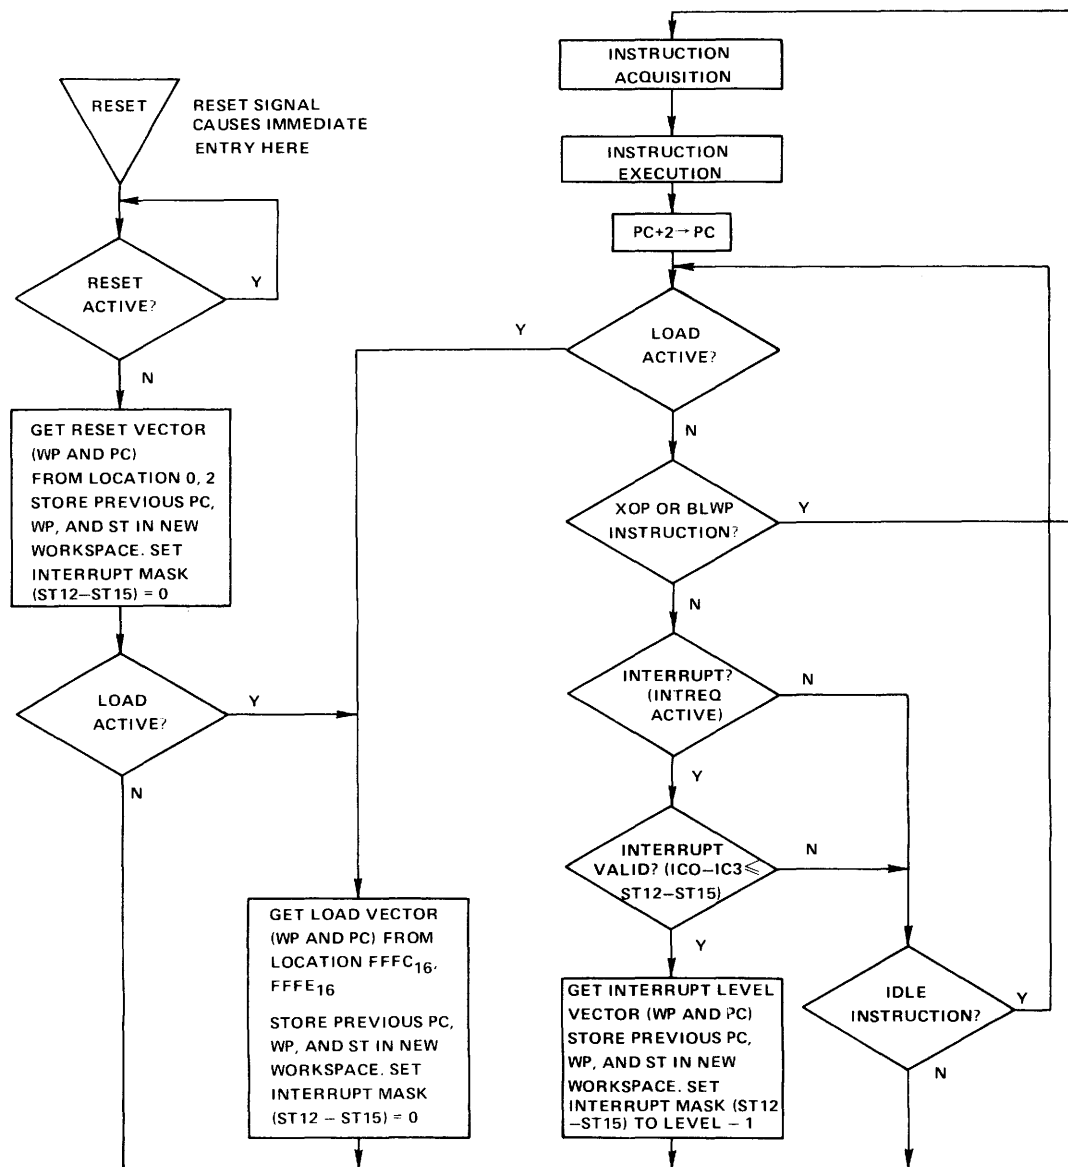 RESET
RESET SIGNAL
CAUSES IMMEDIATE
ENTRY HERE
RESET
ACTIVE?
Y
N
GET RESET VECTOR
(WP AND PC)
FROM LOCATION 0, 2
STORE PREVIOUS PC,
WP, AND ST IN NEW
WORKSPACE. SET
INTERRUPT MASK
(ST12–ST15) = 0
LOAD
ACTIVE?
Y
N
GET LOAD VECTOR
(WP AND PC) FROM
LOCATION FFFC16,
FFFE16
STORE PREVIOUS PC,
WP, AND ST IN NEW
WORKSPACE. SET
INTERRUPT MASK
(ST12 – ST15) = 0
INSTRUCTION
ACQUISITION
INSTRUCTION
EXECUTION
PC+2→ PC
LOAD
ACTIVE?
Y
N
XOP OR BLWP
INSTRUCTION?
Y
N
INTERRUPT?
(INTREQ
ACTIVE)
N
Y
INTERRUPT
VALID? (ICO–IC3⩽
ST12–ST15)
N
Y
GET INTERRUPT LEVEL
VECTOR (WP AND PC)
STORE PREVIOUS PC,
WP, AND ST IN NEW
WORKSPACE. SET
INTERRUPT MASK (ST12
–ST15) TO LEVEL – 1
IDLE
INSTRUCTION?
Y
N